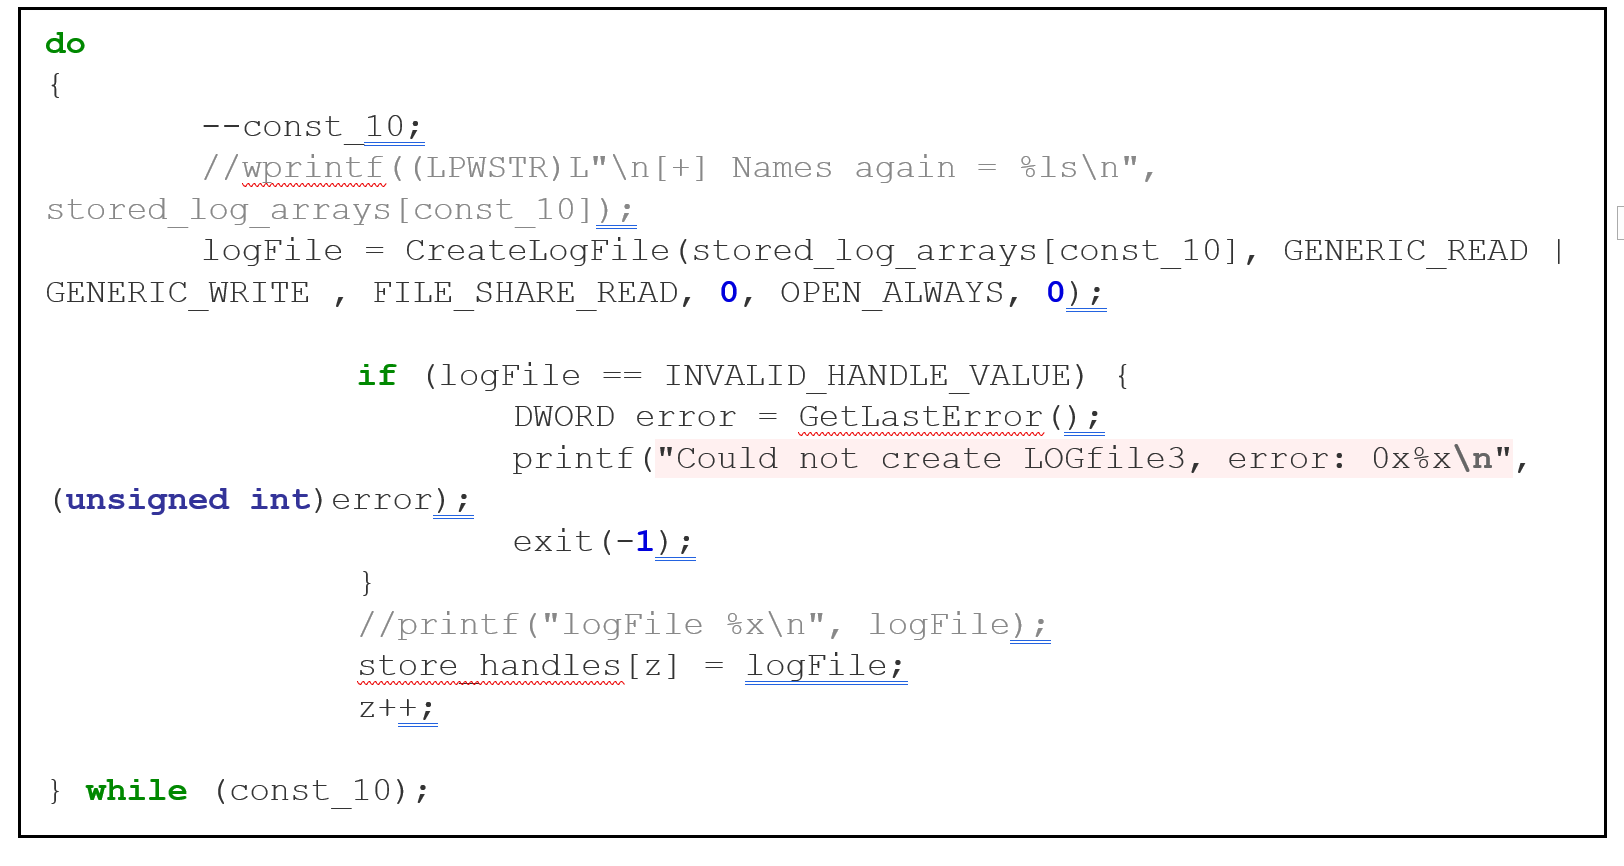 do
{
--const_10;
//wprintf((LPWSTR)L"\n[+] Names again = %ls\n",
stored_log_arrays[const_10]);
logFile = CreateLogFile(stored_log_arrays[const_10], GENERIC_READ |
GENERIC_WRITE , FILE_SHARE_READ, 0, OPEN_ALWAYS, 0);
if (logFile == INVALID_HANDLE_VALUE) {
DWORD error = GetLastError();
printf("Could not create LOGfile3, error: 0x%x\n",
(unsigned int)error);
exit(-1);
}
//printf("logFile %x\n", logFile);
store_handles[z] = logFile;
z++;
} while (const_10);